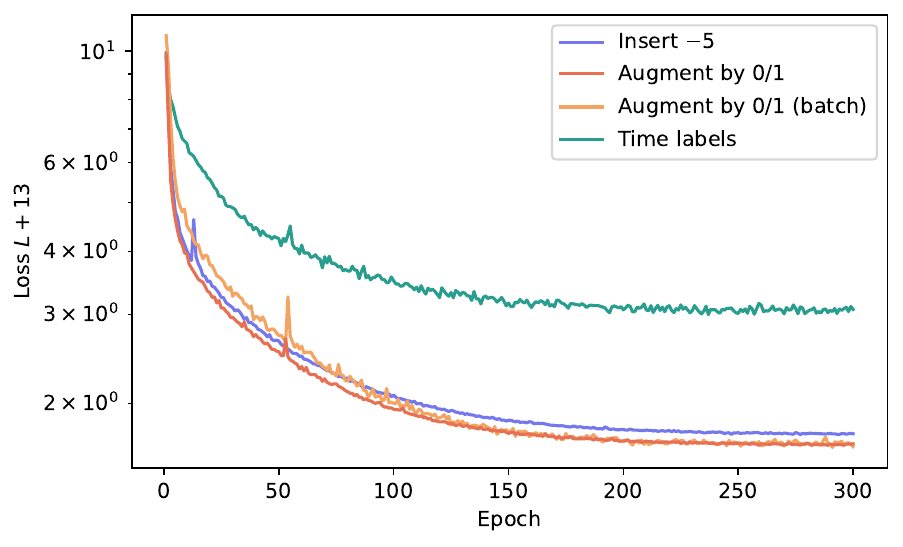 Insert −5
Augment by 0/1
Augment by 0/1 (batch)
Time labels
Loss L + 13
10¹
6 × 10⁰
4 × 10⁰
3 × 10⁰
2 × 10⁰
0 50 100 150 200 250 300
Epoch